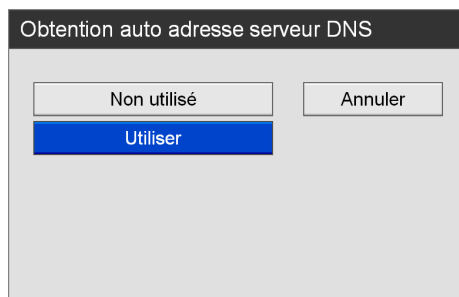 Obtention auto adresse serveur DNS
Non utilisé
Annuler
Utiliser